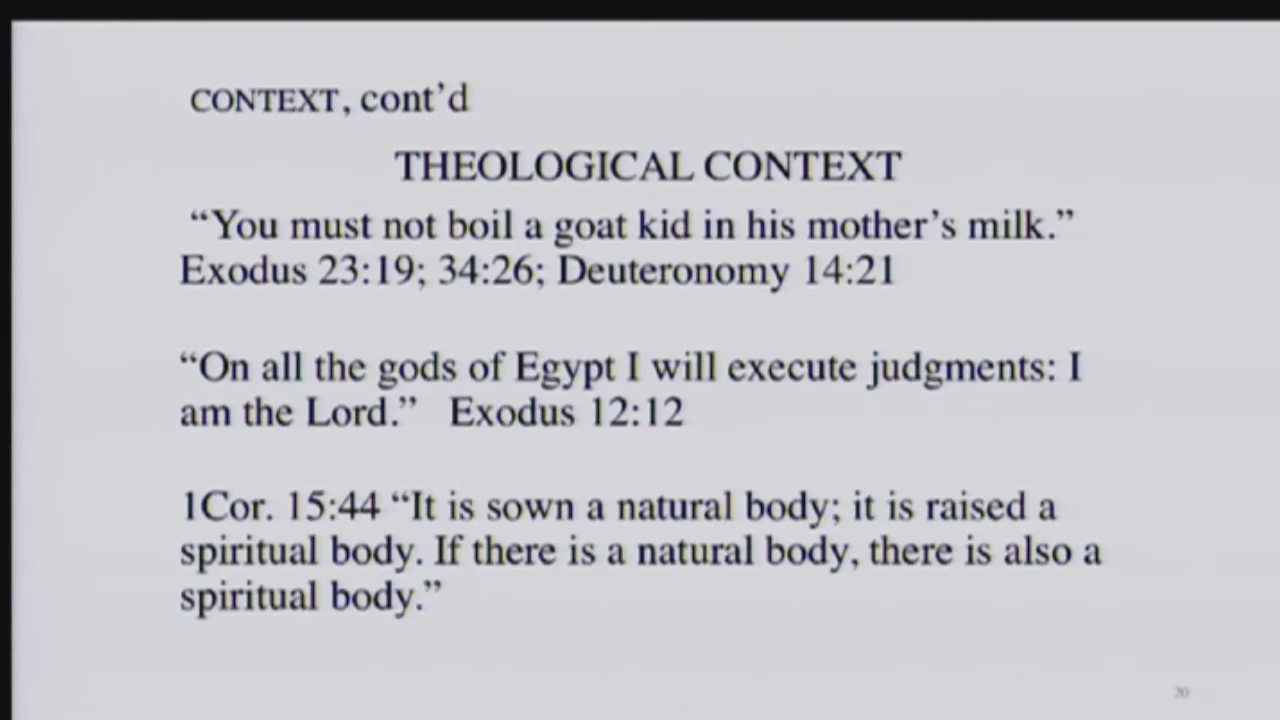 CONTEXT, cont’d
THEOLOGICAL CONTEXT
“You must not boil a goat kid in his mother’s milk.”
Exodus 23:19; 34:26; Deuteronomy 14:21
“On all the gods of Egypt I will execute judgments: I
am the Lord.” Exodus 12:12
1Cor. 15:44 “It is sown a natural body; it is raised a
spiritual body. If there is a natural body, there is also a
spiritual body.”
20